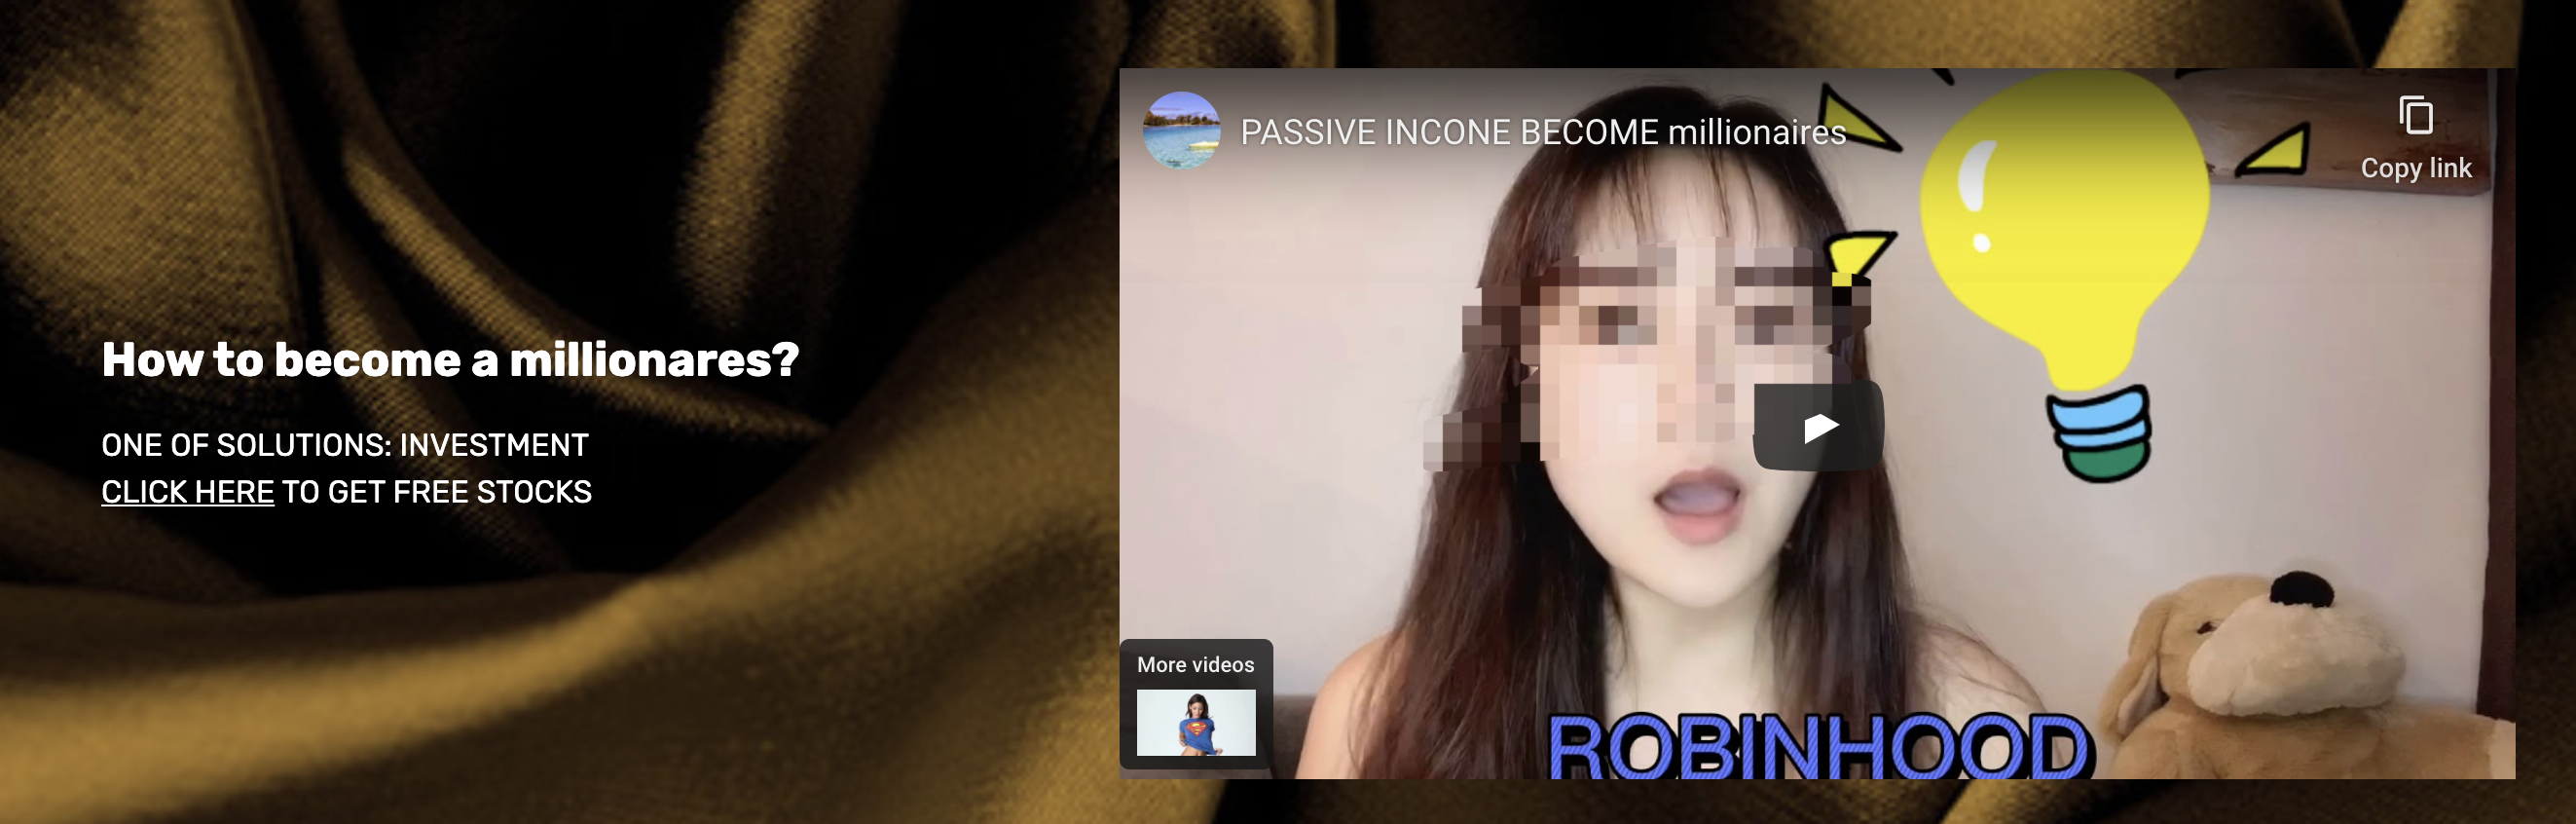 How to become a millionares?
ONE OF SOLUTIONS: INVESTMENT
CLICK HERE TO GET FREE STOCKS
PASSIVE INCONE BECOME millionaires
Copy link
More videos
ROBINHOOD